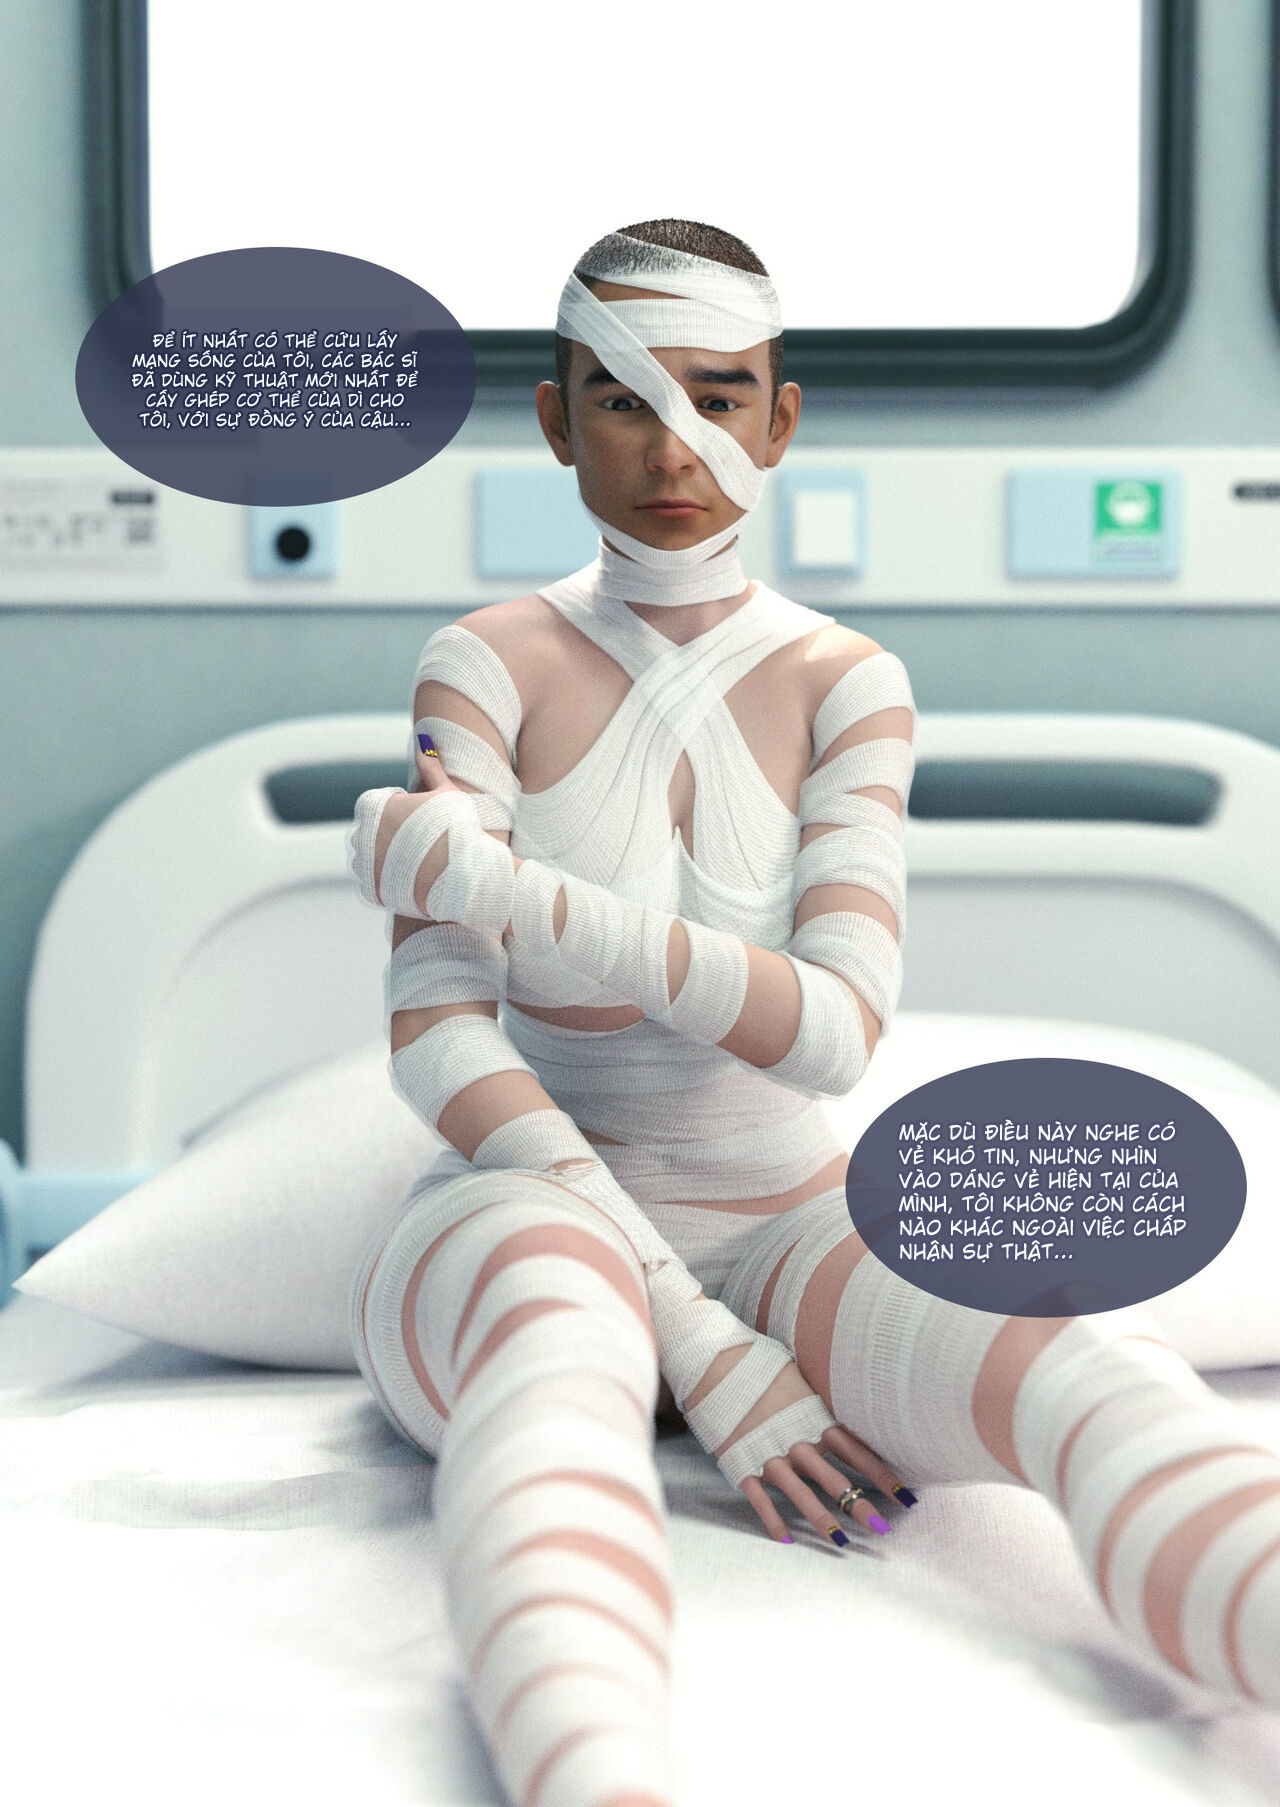 ĐỂ ÍT NHẤT CÓ THỂ CỨU LẤY
MẠNG SỐNG CỦA TÔI, CÁC BÁC SĨ
ĐÃ DÙNG KỸ THUẬT MỚI NHẤT ĐỂ
CẤY GHÉP CƠ THỂ CỦA DÌ CHO
TÔI, VỚI SỰ ĐỒNG Ý CỦA CẬU...
MẶC DÙ ĐIỀU NÀY NGHE CÓ
VẺ KHÓ TIN, NHƯNG NHÌN
VÀO DÁNG VẺ HIỆN TẠI CỦA
MÌNH, TÔI KHÔNG CÒN CÁCH
NÀO KHÁC NGOÀI VIỆC CHẤP
NHẬN SỰ THẬT...